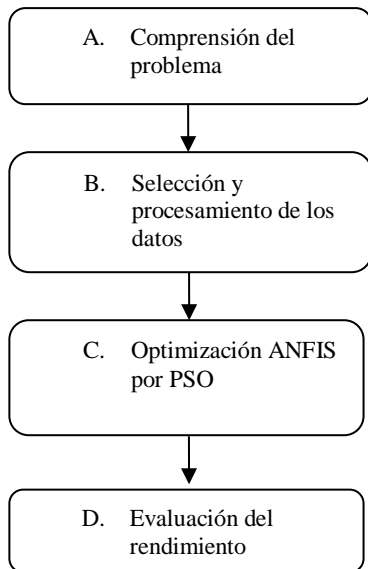 A. Comprensión del
problema
B. Selección y
procesamiento de los
datos
C. Optimización ANFIS
por PSO
D. Evaluación del
rendimiento